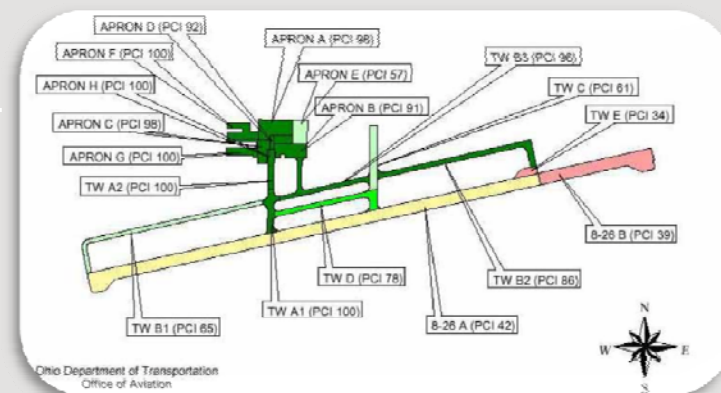 APRON D (PCI 92)
APRON A (PCI 98)
APRON F (PCI 100)
APRON E (PCI 57)
TW B3 (PCI 96)
APRON H (PCI 100)
APRON B (PCI 91)
TW C (PCI 61)
APRON C (PCI 98)
TW E (PCI 34)
APRON G (PCI 100)
TW A2 (PCI 100)
8-26 B (PCI 39)
TW D (PCI 78)
TW B2 (PCI 86)
TW B1 (PCI 65)
TW A1 (PCI 100)
8-26 A (PCI 42)
N
W
E
S
Ohio Department of Transportation
Office of Aviation